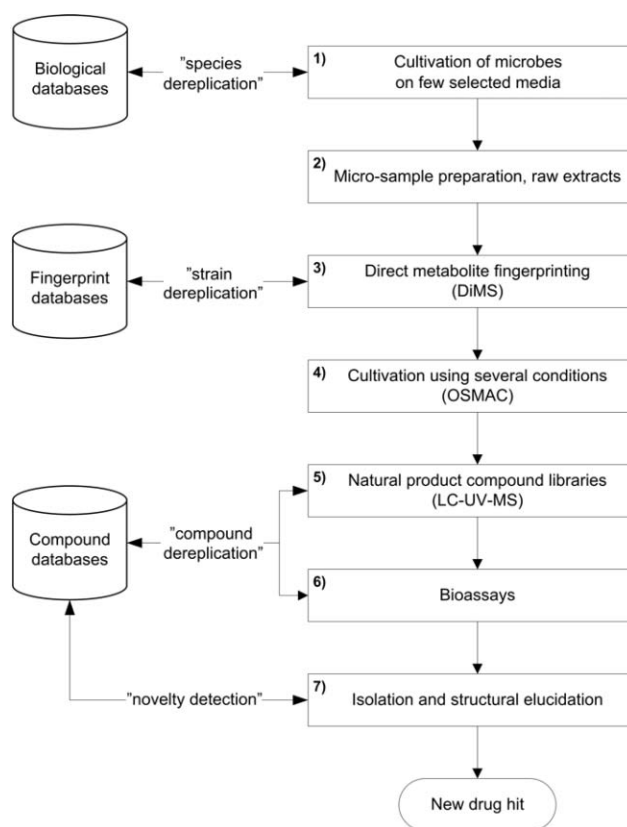 Biological
databases
”species
dereplication”
1)
Cultivation of microbes
on few selected media
2)
Micro-sample preparation, raw extracts
Fingerprint
databases
”strain
dereplication”
3)
Direct metabolite fingerprinting
(DiMS)
4)
Cultivation using several conditions
(OSMAC)
5)
Natural product compound libraries
(LC-UV-MS)
Compound
databases
”compound
dereplication”
6)
Bioassays
”novelty detection”
7)
Isolation and structural elucidation
New drug hit